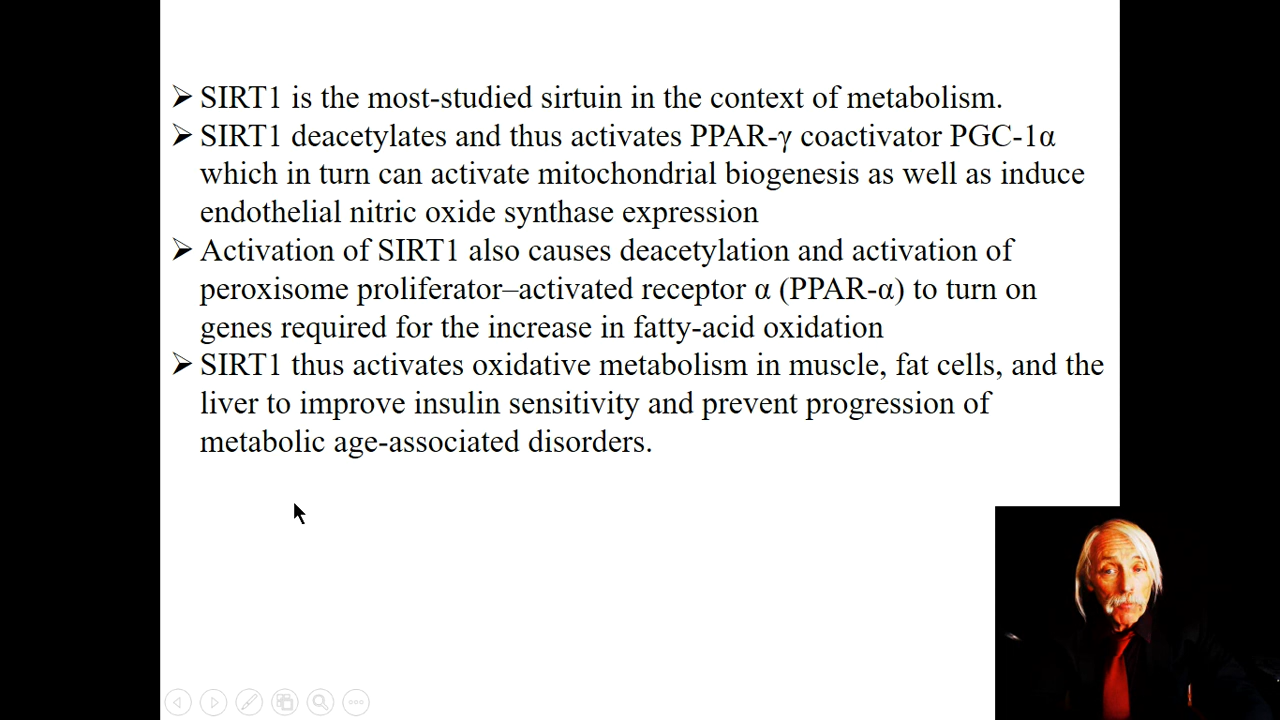 ➢ SIRT1 is the most-studied sirtuin in the context of metabolism.
➢ SIRT1 deacetylates and thus activates PPAR-γ coactivator PGC-1α
which in turn can activate mitochondrial biogenesis as well as induce
endothelial nitric oxide synthase expression
➢ Activation of SIRT1 also causes deacetylation and activation of
peroxisome proliferator–activated receptor α (PPAR-α) to turn on
genes required for the increase in fatty-acid oxidation
➢ SIRT1 thus activates oxidative metabolism in muscle, fat cells, and the
liver to improve insulin sensitivity and prevent progression of
metabolic age-associated disorders.